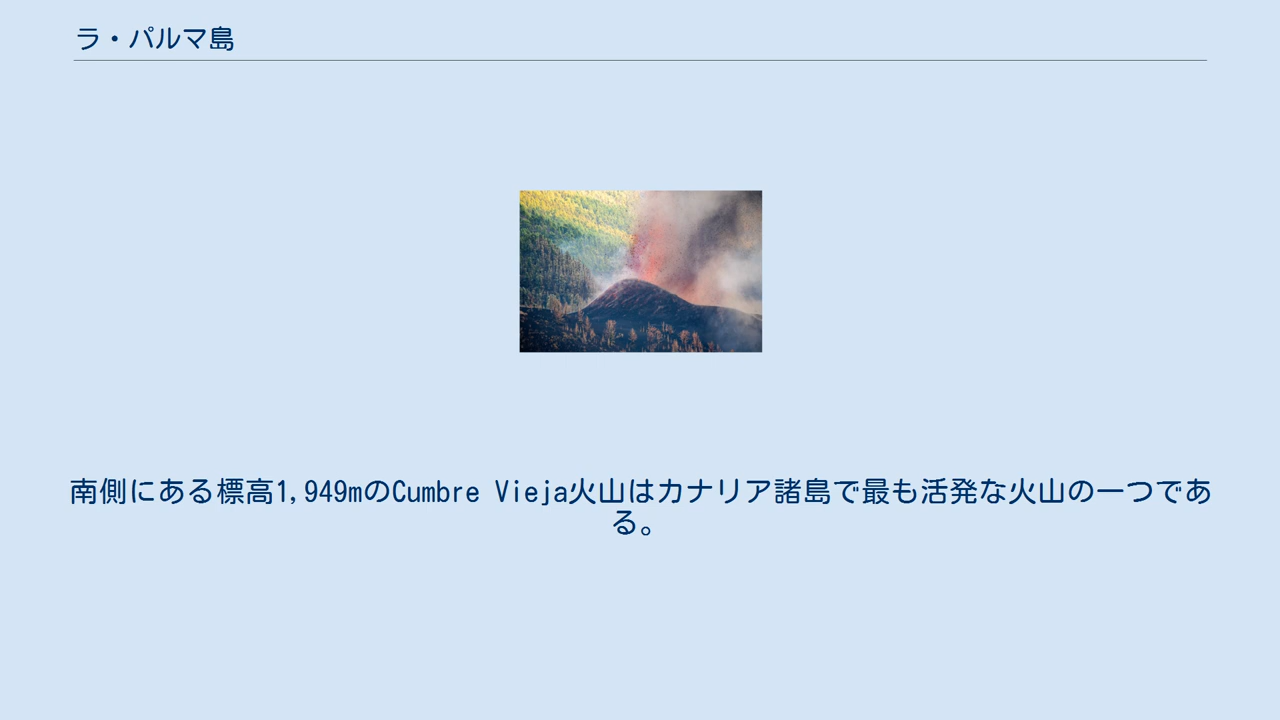 ラ・パルマ島
南側にある標高1,949mのCumbre Vieja火山はカナリア諸島で最も活発な火山の一つであ
る。